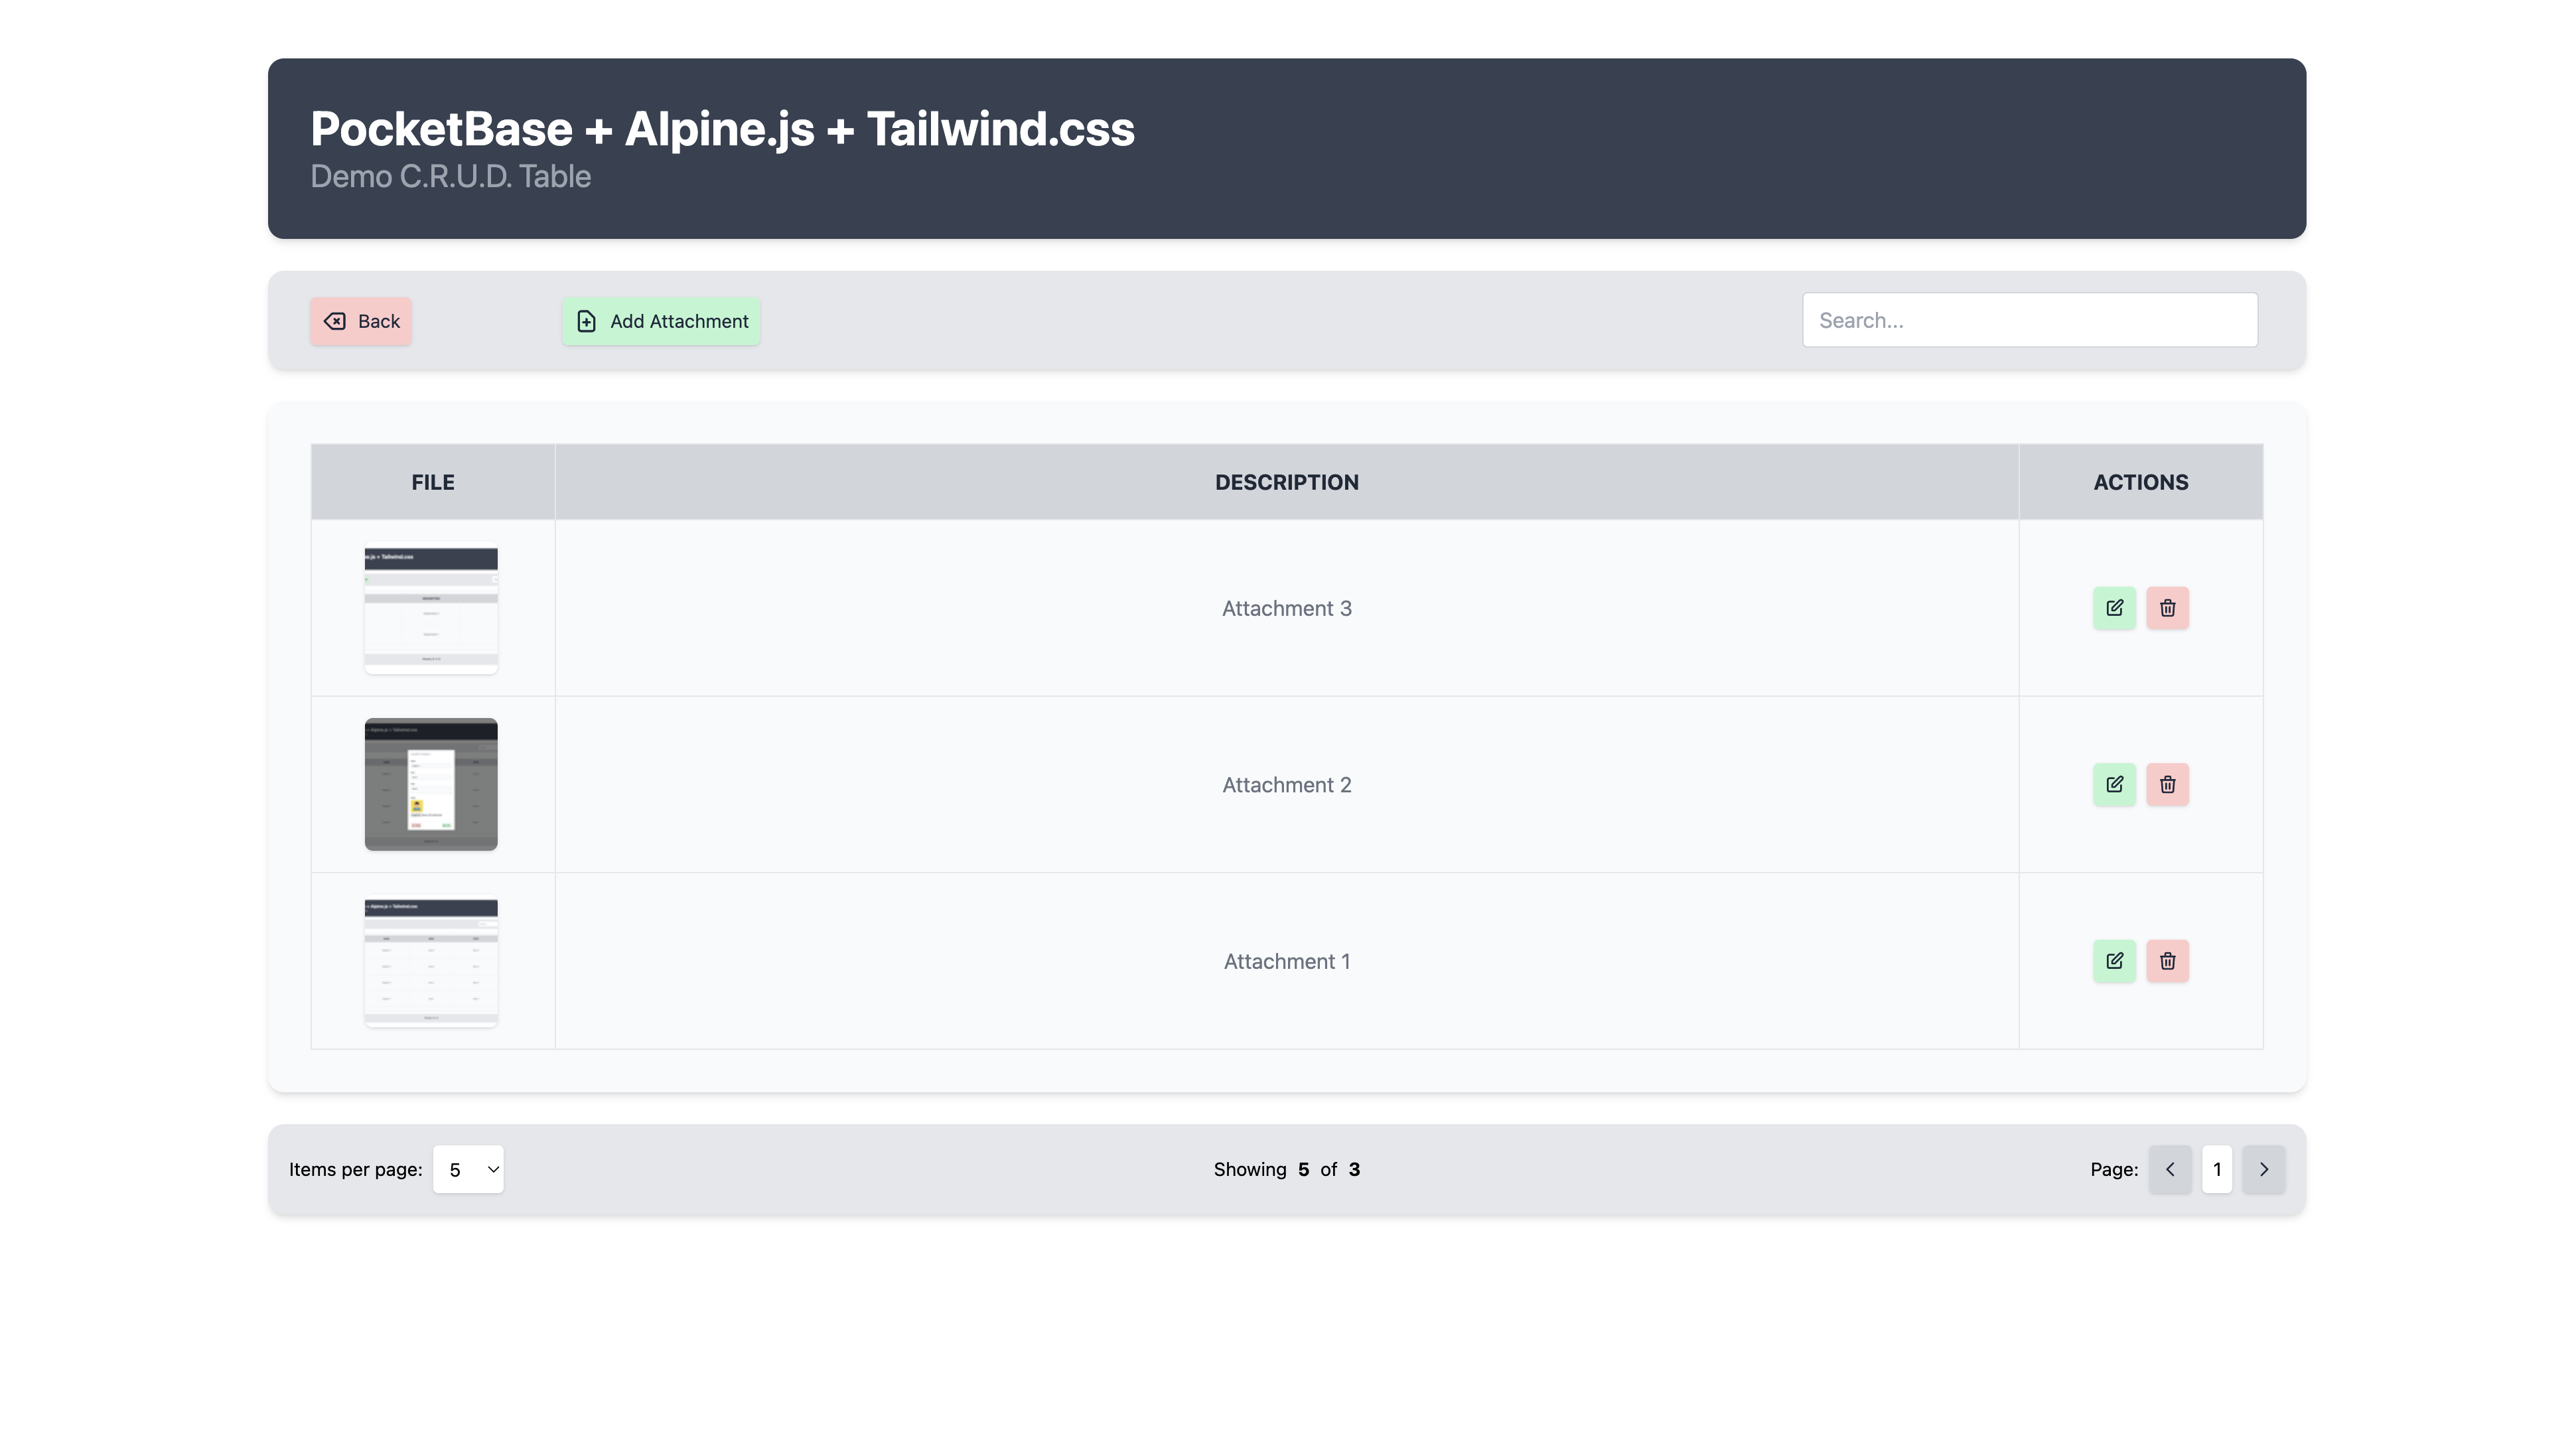 PocketBase + Alpine.js + Tailwind.css
Demo C.R.U.D. Table
Back
Add Attachment
Search...
FILE DESCRIPTION ACTIONS
Attachment 3
Attachment 2
Attachment 1
Items per page: 5
Showing 5 of 3
Page: 1